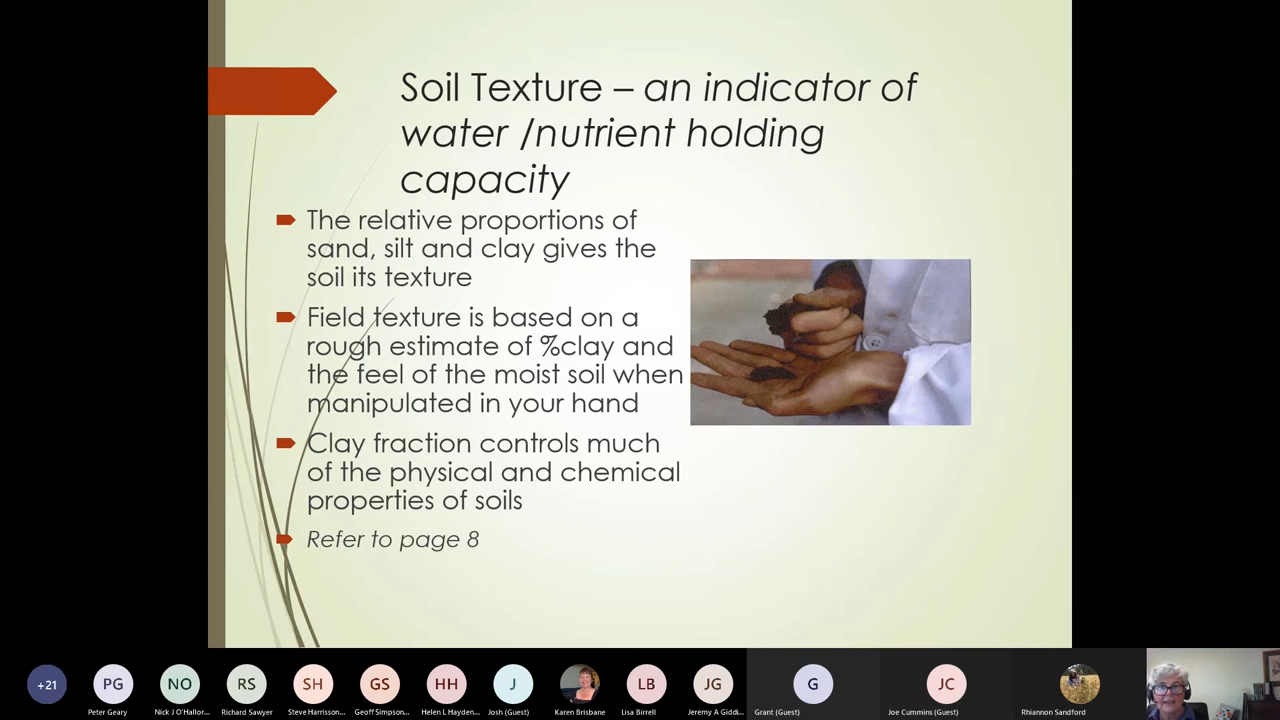 Soil Texture – an indicator of
water /nutrient holding
capacity
The relative proportions of
sand, silt and clay gives the
soil its texture
Field texture is based on a
rough estimate of %clay and
the feel of the moist soil when
manipulated in your hand
Clay fraction controls much
of the physical and chemical
properties of soils
Refer to page 8
+21
PG
NO
RS
SH
GS
HH
J
LB
JG
G
JC
Peter Geary
Nick J O'Hallor...
Richard Sawyer
Steve Harrisson...
Geoff Simpson...
Helen L Hayden...
Josh (Guest)
Karen Brisbane
Lisa Birrell
Jeremy A Giddi...
Grant (Guest)
Joe Cummins (Guest)
Rhiannon Sandford